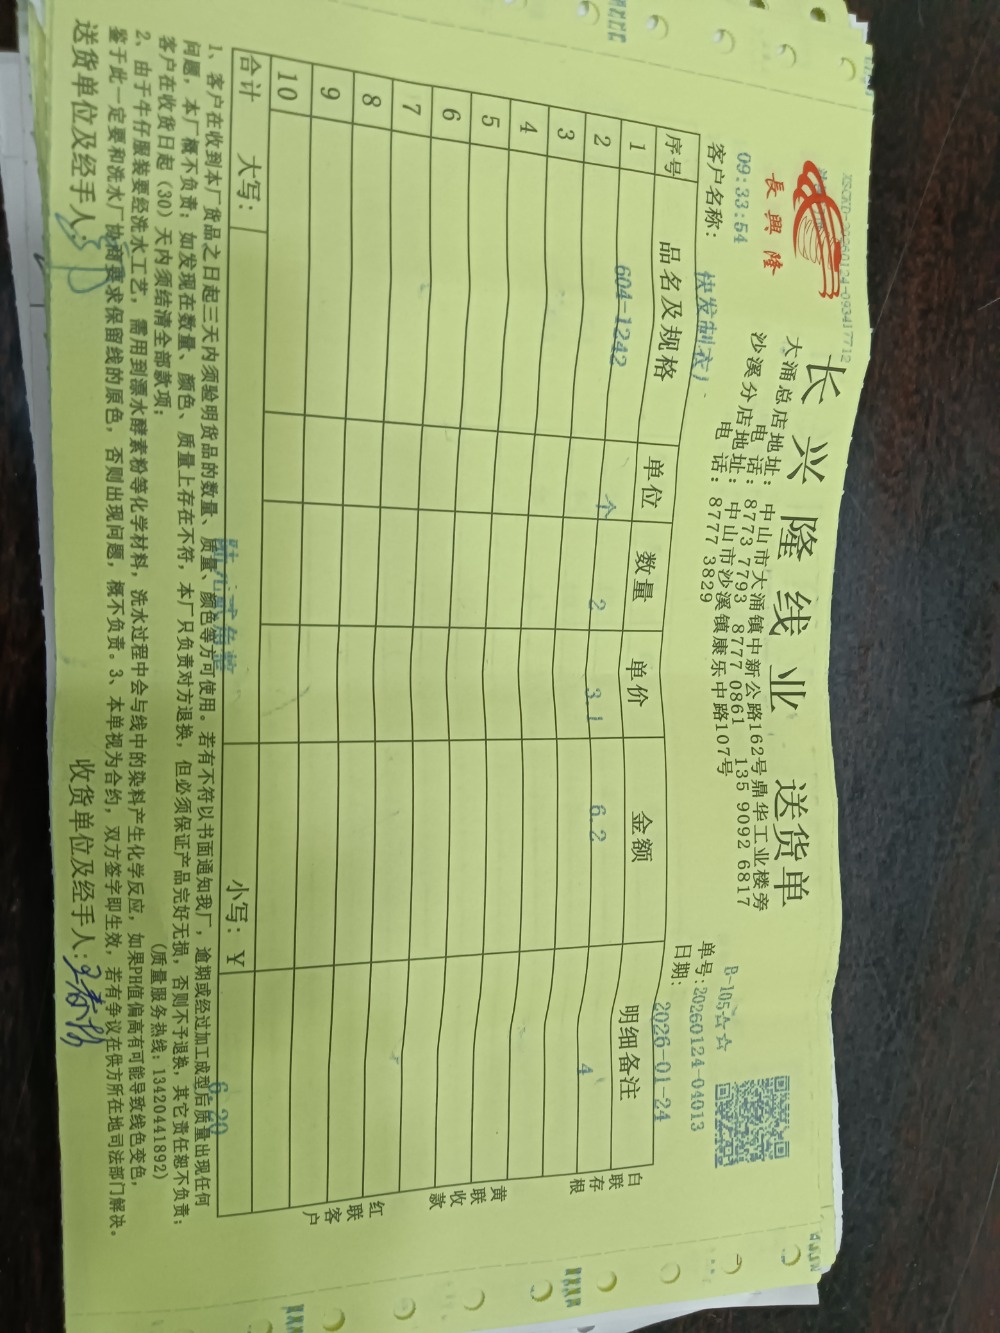 XSCKD-20260124-093417712
長興隆
长兴隆线业 送货单
大涌总店地址: 中山市大涌镇中新公路162号鼎华工业楼旁
电 话: 8773 7793 8777 0861 135 9092 6817
沙溪分店地址: 中山市沙溪镇康乐中路107号
电 话: 8777 3829
09:33:54
B-105☆☆
单号:20260124-04013
客户名称: 快发制衣
日期: 2026-01-24
序号 品名及规格 单位 数量 单价 金额 明细备注
1 604-1242 个 2 3.1 6.2 4
2
3
4
5
6
7
8
9
10
合计 大写: 陆元贰角整 小写: ¥ 6.20
白联存根
黄联收款
红联客户
1、客户在收到本厂货品之日起三天内须验明货品的数量、质量、颜色等方可使用。若有不符以书面通知我厂,逾期或经过加工成型后质量出现任何
问题,本厂概不负责;如发现在数量、颜色、质量上存在不符,本厂只负责对方退换,但必须保证产品完好无损,否则不予退换,其它责任恕不负责;
客户在收货日起(30)天内须结清全部款项;
(质量服务热线:13420441892)
2、由于牛仔服装要经洗水工艺,需用到漂水酵素粉等化学材料,洗水过程中会与线中的染料产生化学反应,如果PH值偏高有可能导致线色变色,
鉴于此一定要和洗水厂协商要求保留线的原色,否则出现问题,概不负责。3、本单视为合约,双方签字即生效,若有争议在供方所在地司法部门解决。
送货单位及经手人:
收货单位及经手人: